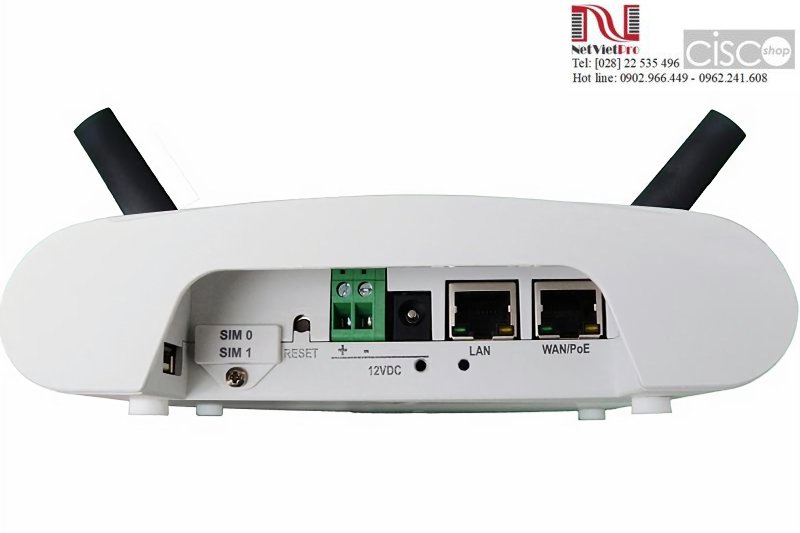 NetVietPro
CISCO shop
Tel: [028] 22 535 496
Hot line: 0902.966.449 - 0962.241.608
SIM 0
SIM 1
RESET
+ -
12VDC
LAN
WAN/PoE